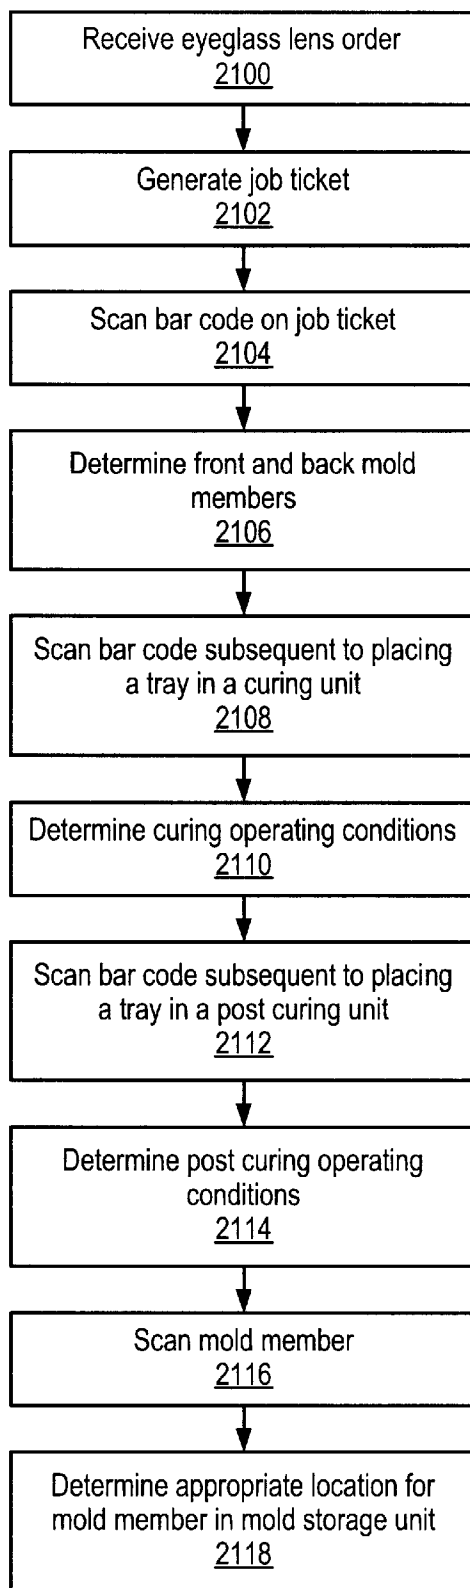 Receive eyeglass lens order
2100
Generate job ticket
2102
Scan bar code on job ticket
2104
Determine front and back mold
members
2106
Scan bar code subsequent to placing
a tray in a curing unit
2108
Determine curing operating conditions
2110
Scan bar code subsequent to placing
a tray in a post curing unit
2112
Determine post curing operating
conditions
2114
Scan mold member
2116
Determine appropriate location for
mold member in mold storage unit
2118